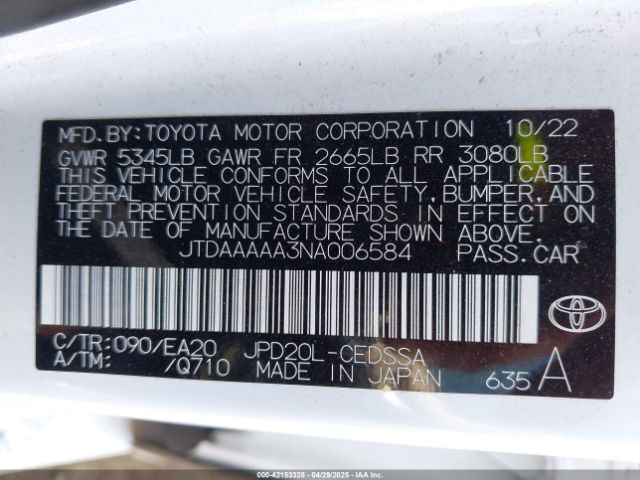 MFD.BY:TOYOTA MOTOR CORPORATION 10/22
GVWR 5345LB GAWR FR 2665LB RR 3080LB
THIS VEHICLE CONFORMS TO ALL APPLICABLE
FEDERAL MOTOR VEHICLE SAFETY,BUMPER,AND
THEFT PREVENTION STANDARDS IN EFFECT ON
THE DATE OF MANUFACTURE SHOWN ABOVE.
JTDAAAAA3NA006584 PASS.CAR
C/TR:090/EA20 JPD20L-CEDSSA
A/TM: /Q710 MADE IN JAPAN 635 A
000-42153328 - 04/29/2025 - IAAI.COM